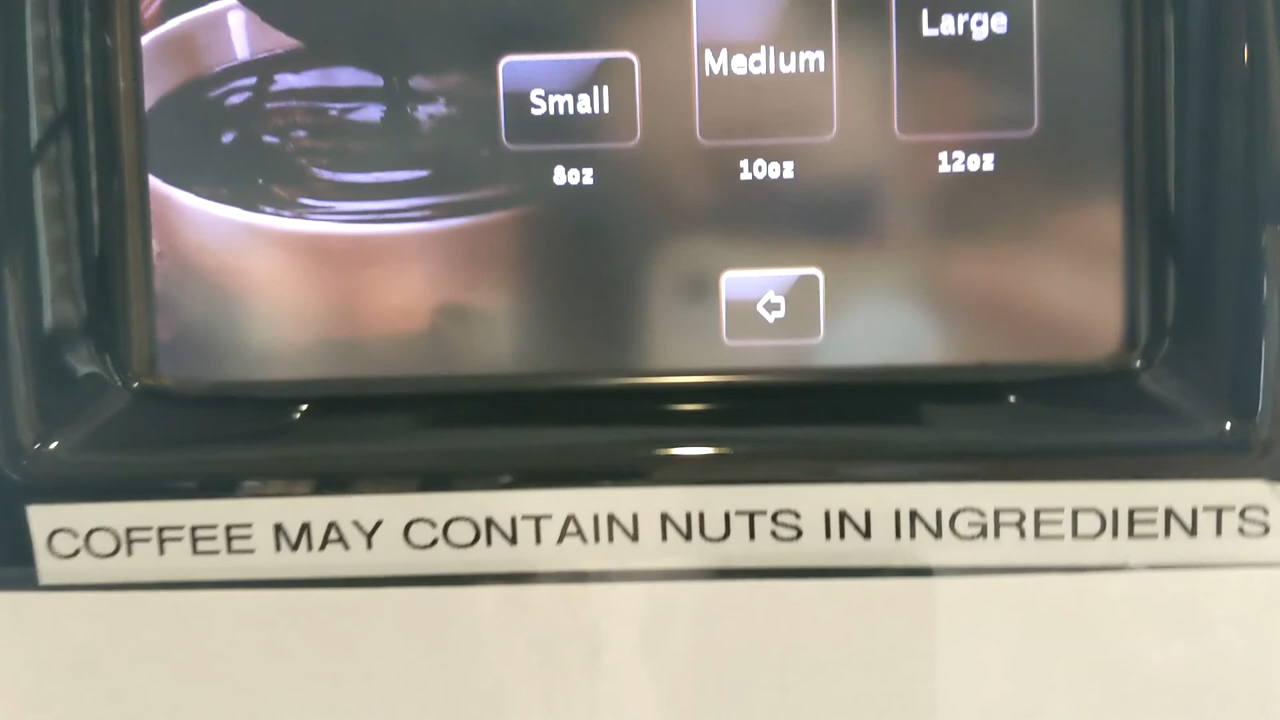 Large
Medium
Small
12oz
10oz
8oz
COFFEE MAY CONTAIN NUTS IN INGREDIENTS